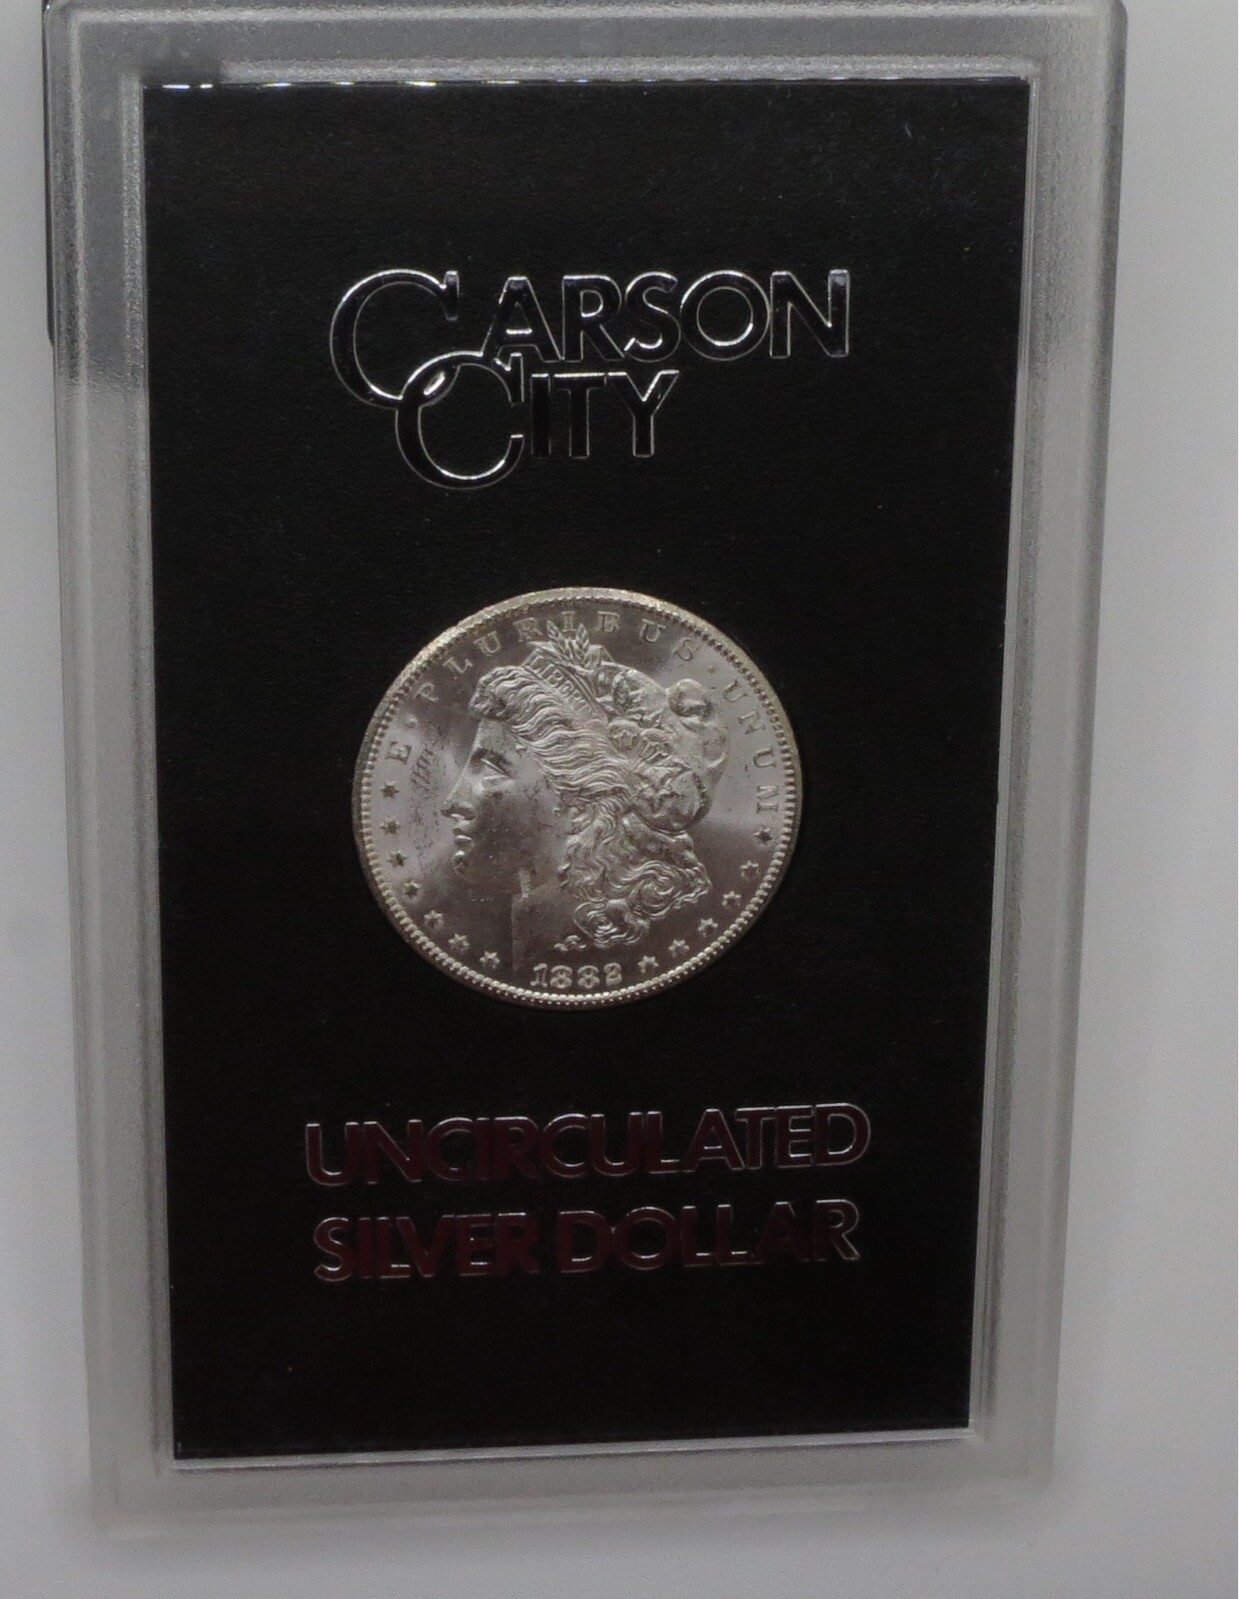 CARSON
CITY
E · PLURIBUS · UNUM
LIBERTY
1882
UNCIRCULATED
SILVER DOLLAR